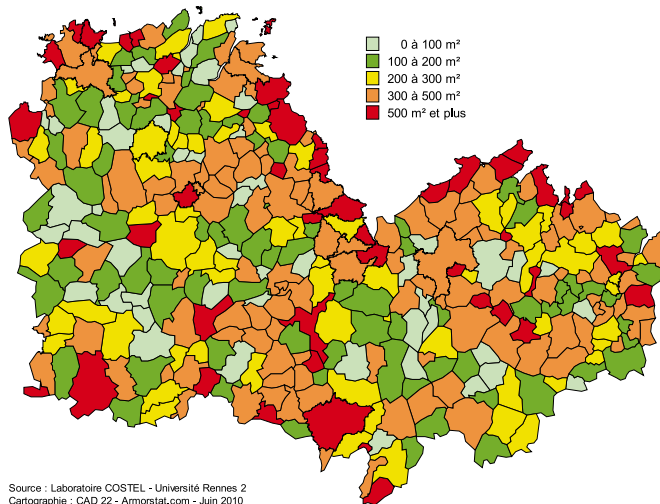 0 à 100 m²
100 à 200 m²
200 à 300 m²
300 à 500 m²
500 m² et plus
Source : Laboratoire COSTEL - Université Rennes 2
Cartographie : CAD 22 - Armorstat.com - Juin 2010